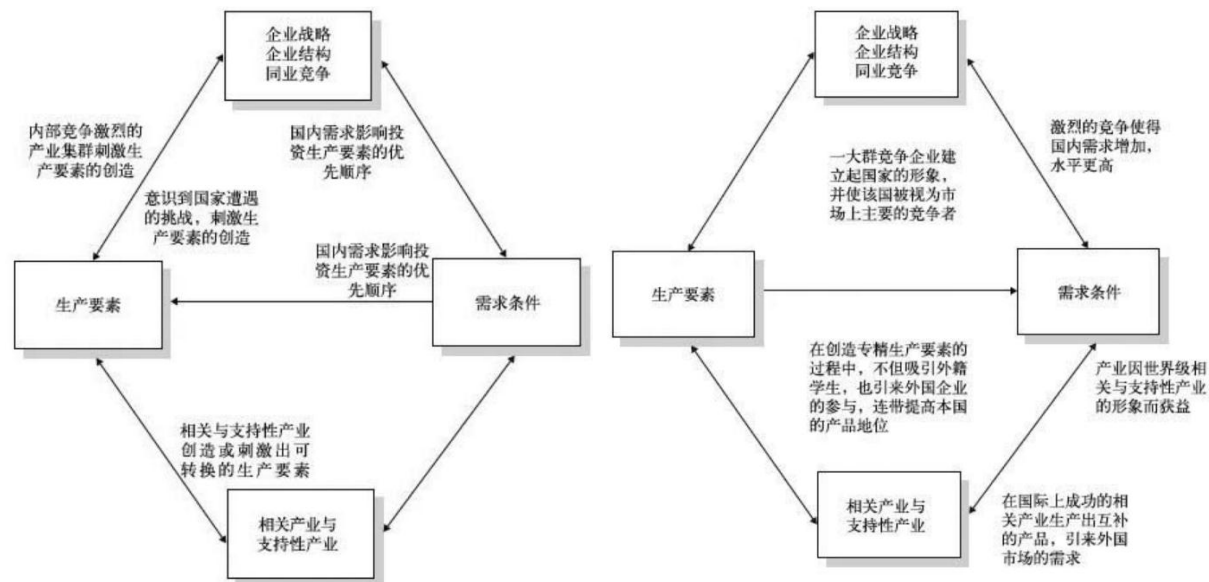 企业战略
企业结构
同业竞争
内部竞争激烈的
产业集群刺激生
产要素的创造
国内需求影响投
资生产要素的优
先顺序
意识到国家遭遇
的挑战，刺激生
产要素的创造
国内需求影响投
资生产要素的优
先顺序
生产要素
需求条件
相关与支持性产业
创造或刺激出可
转换的生产要素
相关产业与
支持性产业
企业战略
企业结构
同业竞争
激烈的竞争使得
国内需求增加，
水平更高
一大群竞争企业建
立起国家的形象，
并使该国被视为市
场上主要的竞争者
生产要素
需求条件
在创造专精生产要素的
过程中，不但吸引外籍
学生，也引来外国企业
的参与，连带提高本国
的产品地位
产业因世界级相
关与支持性产业
的形象而获益
相关产业与
支持性产业
在国际上成功的相
关产业生产出互补
的产品，引来外国
市场的需求